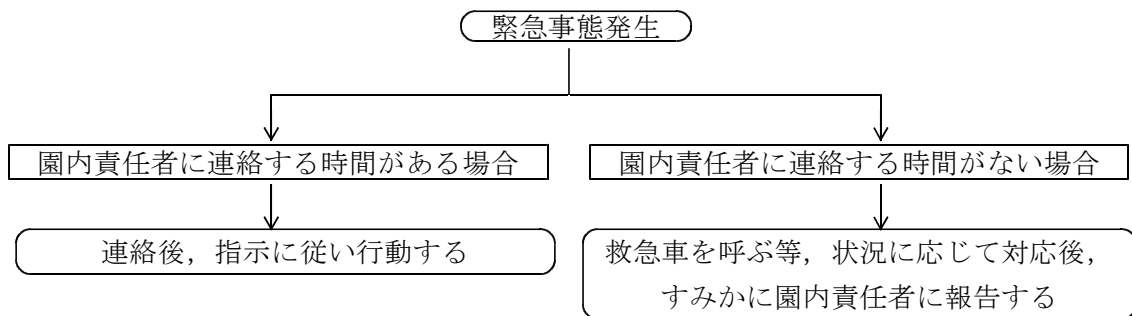 緊急事態発生
園内責任者に連絡する時間がある場合
園内責任者に連絡する時間がない場合
連絡後，指示に従い行動する
救急車を呼ぶ等，状況に応じて対応後，
すみかに園内責任者に報告する